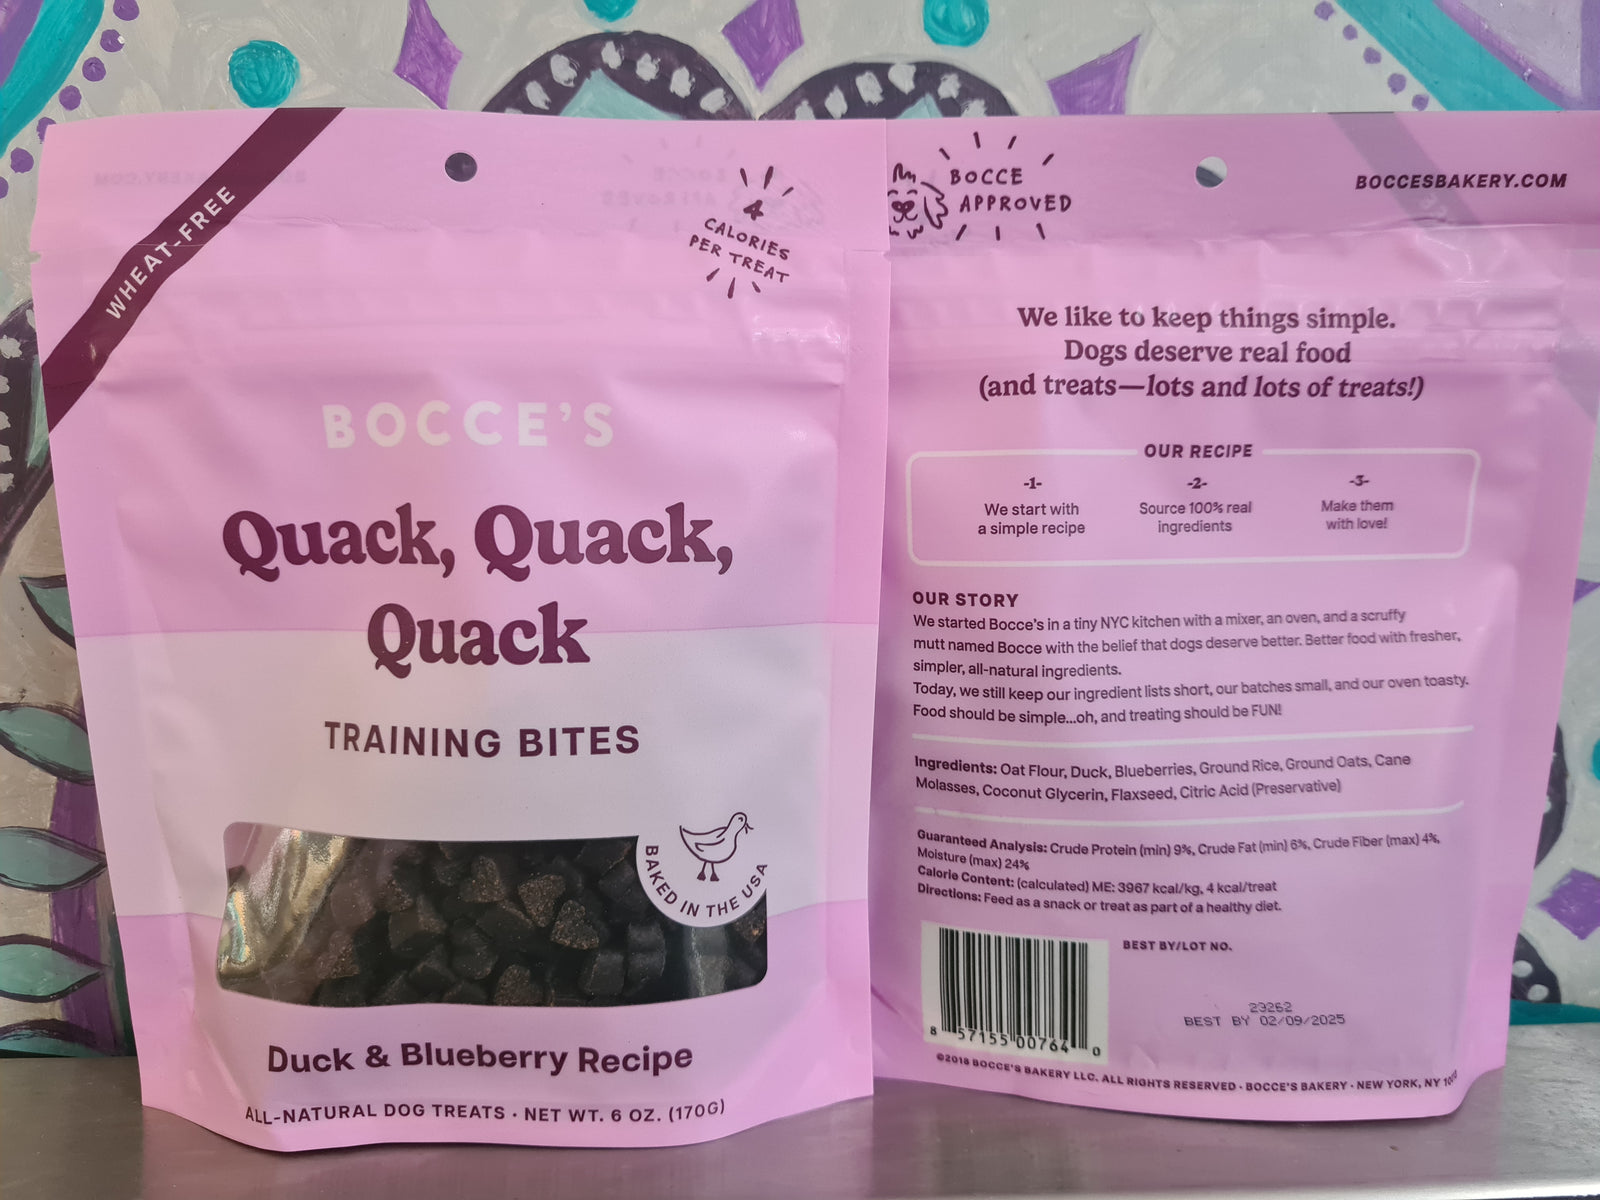 WHEAT-FREE
4
CALORIES
PER TREAT
BOCCE'S
Quack, Quack,
Quack
TRAINING BITES
BAKED IN THE USA
Duck & Blueberry Recipe
ALL-NATURAL DOG TREATS · NET WT. 6 OZ. (170G)
BOCCE
APPROVED
BOCCESBAKERY.COM
We like to keep things simple.
Dogs deserve real food
(and treats—lots and lots of treats!)
OUR RECIPE
-1-
We start with
a simple recipe
-2-
Source 100% real
ingredients
-3-
Make them
with love!
OUR STORY
We started Bocce's in a tiny NYC kitchen with a mixer, an oven, and a scruffy
mutt named Bocce with the belief that dogs deserve better. Better food with fresher,
simpler, all-natural ingredients.
Today, we still keep our ingredient lists short, our batches small, and our oven toasty.
Food should be simple...oh, and treating should be FUN!
Ingredients: Oat Flour, Duck, Blueberries, Ground Rice, Ground Oats, Cane
Molasses, Coconut Glycerin, Flaxseed, Citric Acid (Preservative)
Guaranteed Analysis: Crude Protein (min) 9%, Crude Fat (min) 6%, Crude Fiber (max) 4%,
Moisture (max) 24%
Calorie Content: (calculated) ME: 3967 kcal/kg, 4 kcal/treat
Directions: Feed as a snack or treat as part of a healthy diet.
BEST BY/LOT NO.
23262
BEST BY 02/09/2025
8 57155 00764 0
©2018 BOCCE'S BAKERY LLC. ALL RIGHTS RESERVED · BOCCE'S BAKERY · NEW YORK, NY